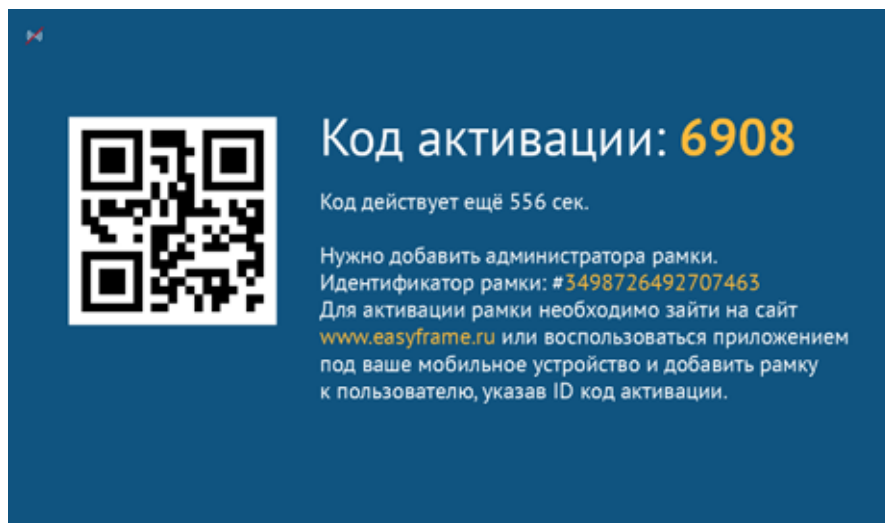 Код активации: 6908
Код действует ещё 556 сек.
Нужно добавить администратора рамки.
Идентификатор рамки: #3498726492707463
Для активации рамки необходимо зайти на сайт
www.easyframe.ru или воспользоваться приложением
под ваше мобильное устройство и добавить рамку
к пользователю, указав ID код активации.